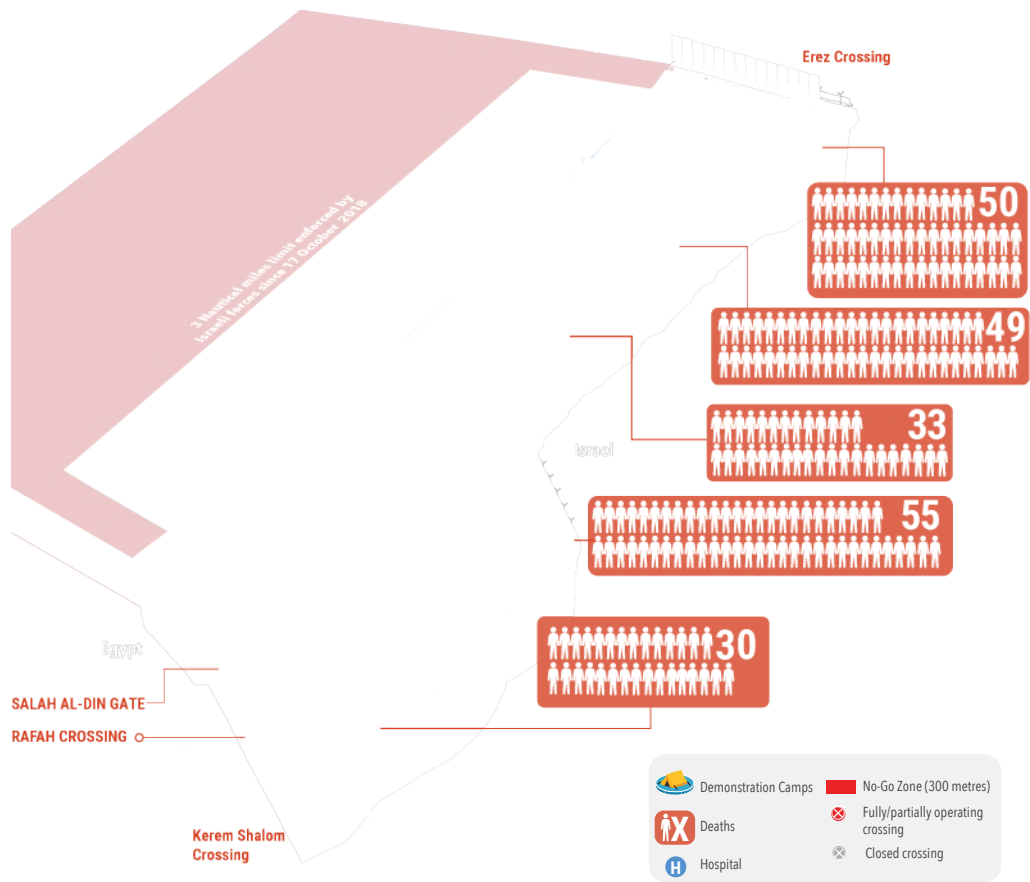 Erez Crossing
50
3 Nautical miles limit enforced by
Israeli forces since 17 October 2018
49
33
Israel
55
30
Egypt
SALAH AL-DIN GATE
RAFAH CROSSING
Kerem Shalom
Crossing
Demonstration Camps
No-Go Zone (300 metres)
Deaths
X
Fully/partially operating
crossing
H
Hospital
Closed crossing